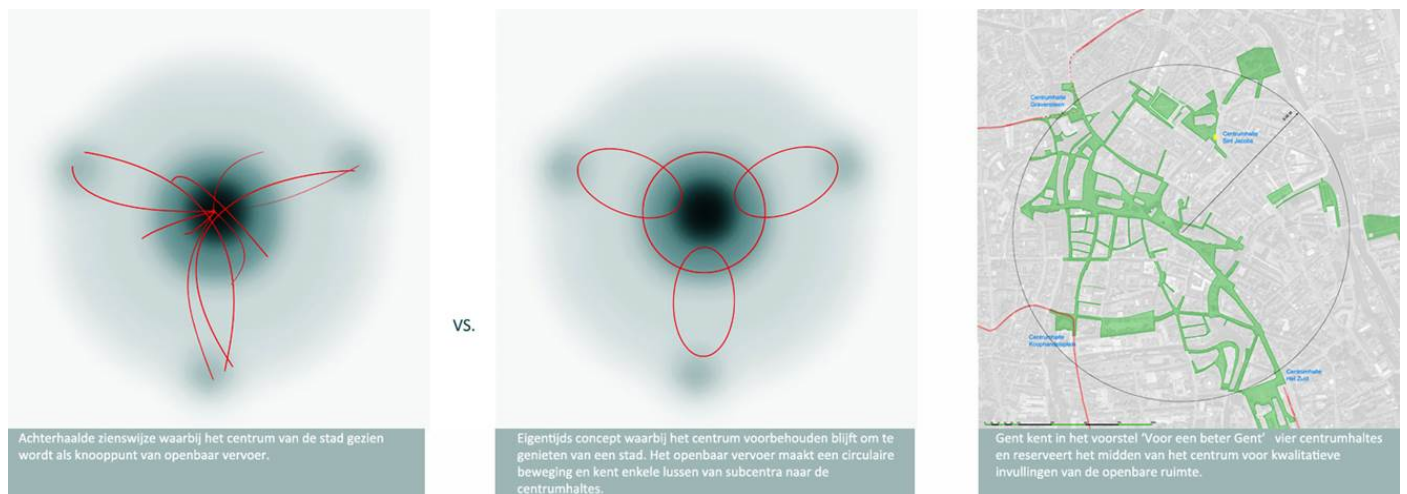 vs.
Achterhaalde zienswijze waarbij het centrum van de stad gezien
wordt als knooppunt van openbaar vervoer.
Eigentijds concept waarbij het centrum voorbehouden blijft om te
genieten van een stad. Het openbaar vervoer maakt een circulaire
beweging en kent enkele lussen van subcentra naar de
centrumhaltes.
Centrumhalte
Gravensteen
Centrumhalte
Sint Jacobs
Centrumhalte
Koophandelsplein
Centrumhalte
Het Zuid
Gent kent in het voorstel ‘Voor een beter Gent’ vier centrumhaltes
en reserveert het midden van het centrum voor kwalitatieve
invullingen van de openbare ruimte.